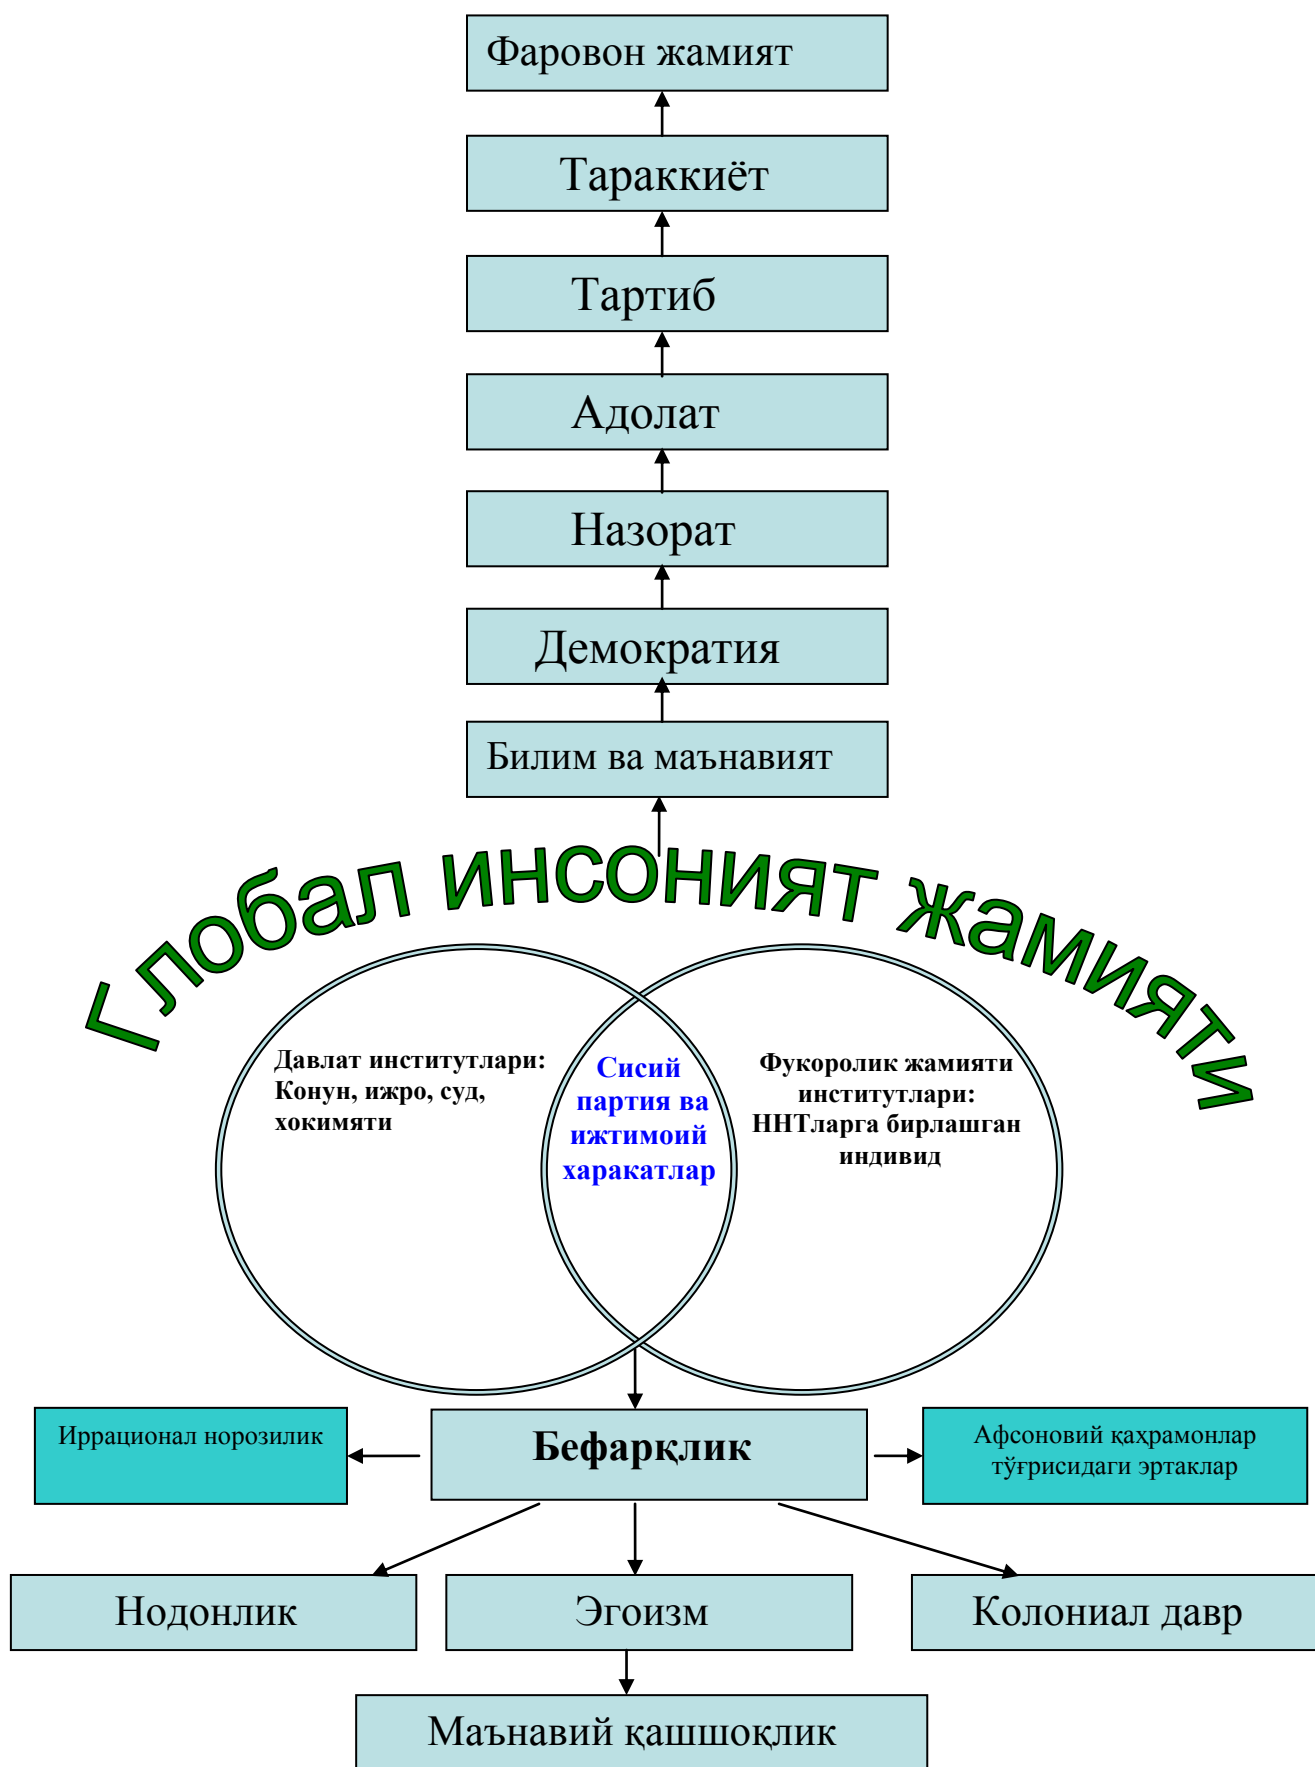 Фаровон жамият
Тараккиёт
Тартиб
Адолат
Назорат
Демократия
Билим ва маънавият
Глобал инсоният жамияти
Давлат институтлари:
Конун, ижро, суд,
хокимяти
Сисий
партия ва
ижтимоий
харакатлар
Фукоролик жамияти
институтлари:
ННТларга бирлашган
индивид
Иррационал норозилик
Бефарқлик
Афсоновий қаҳрамонлар
тўғрисидаги эртаклар
Нодонлик
Эгоизм
Колониал давр
Маънавий қашшоқлик